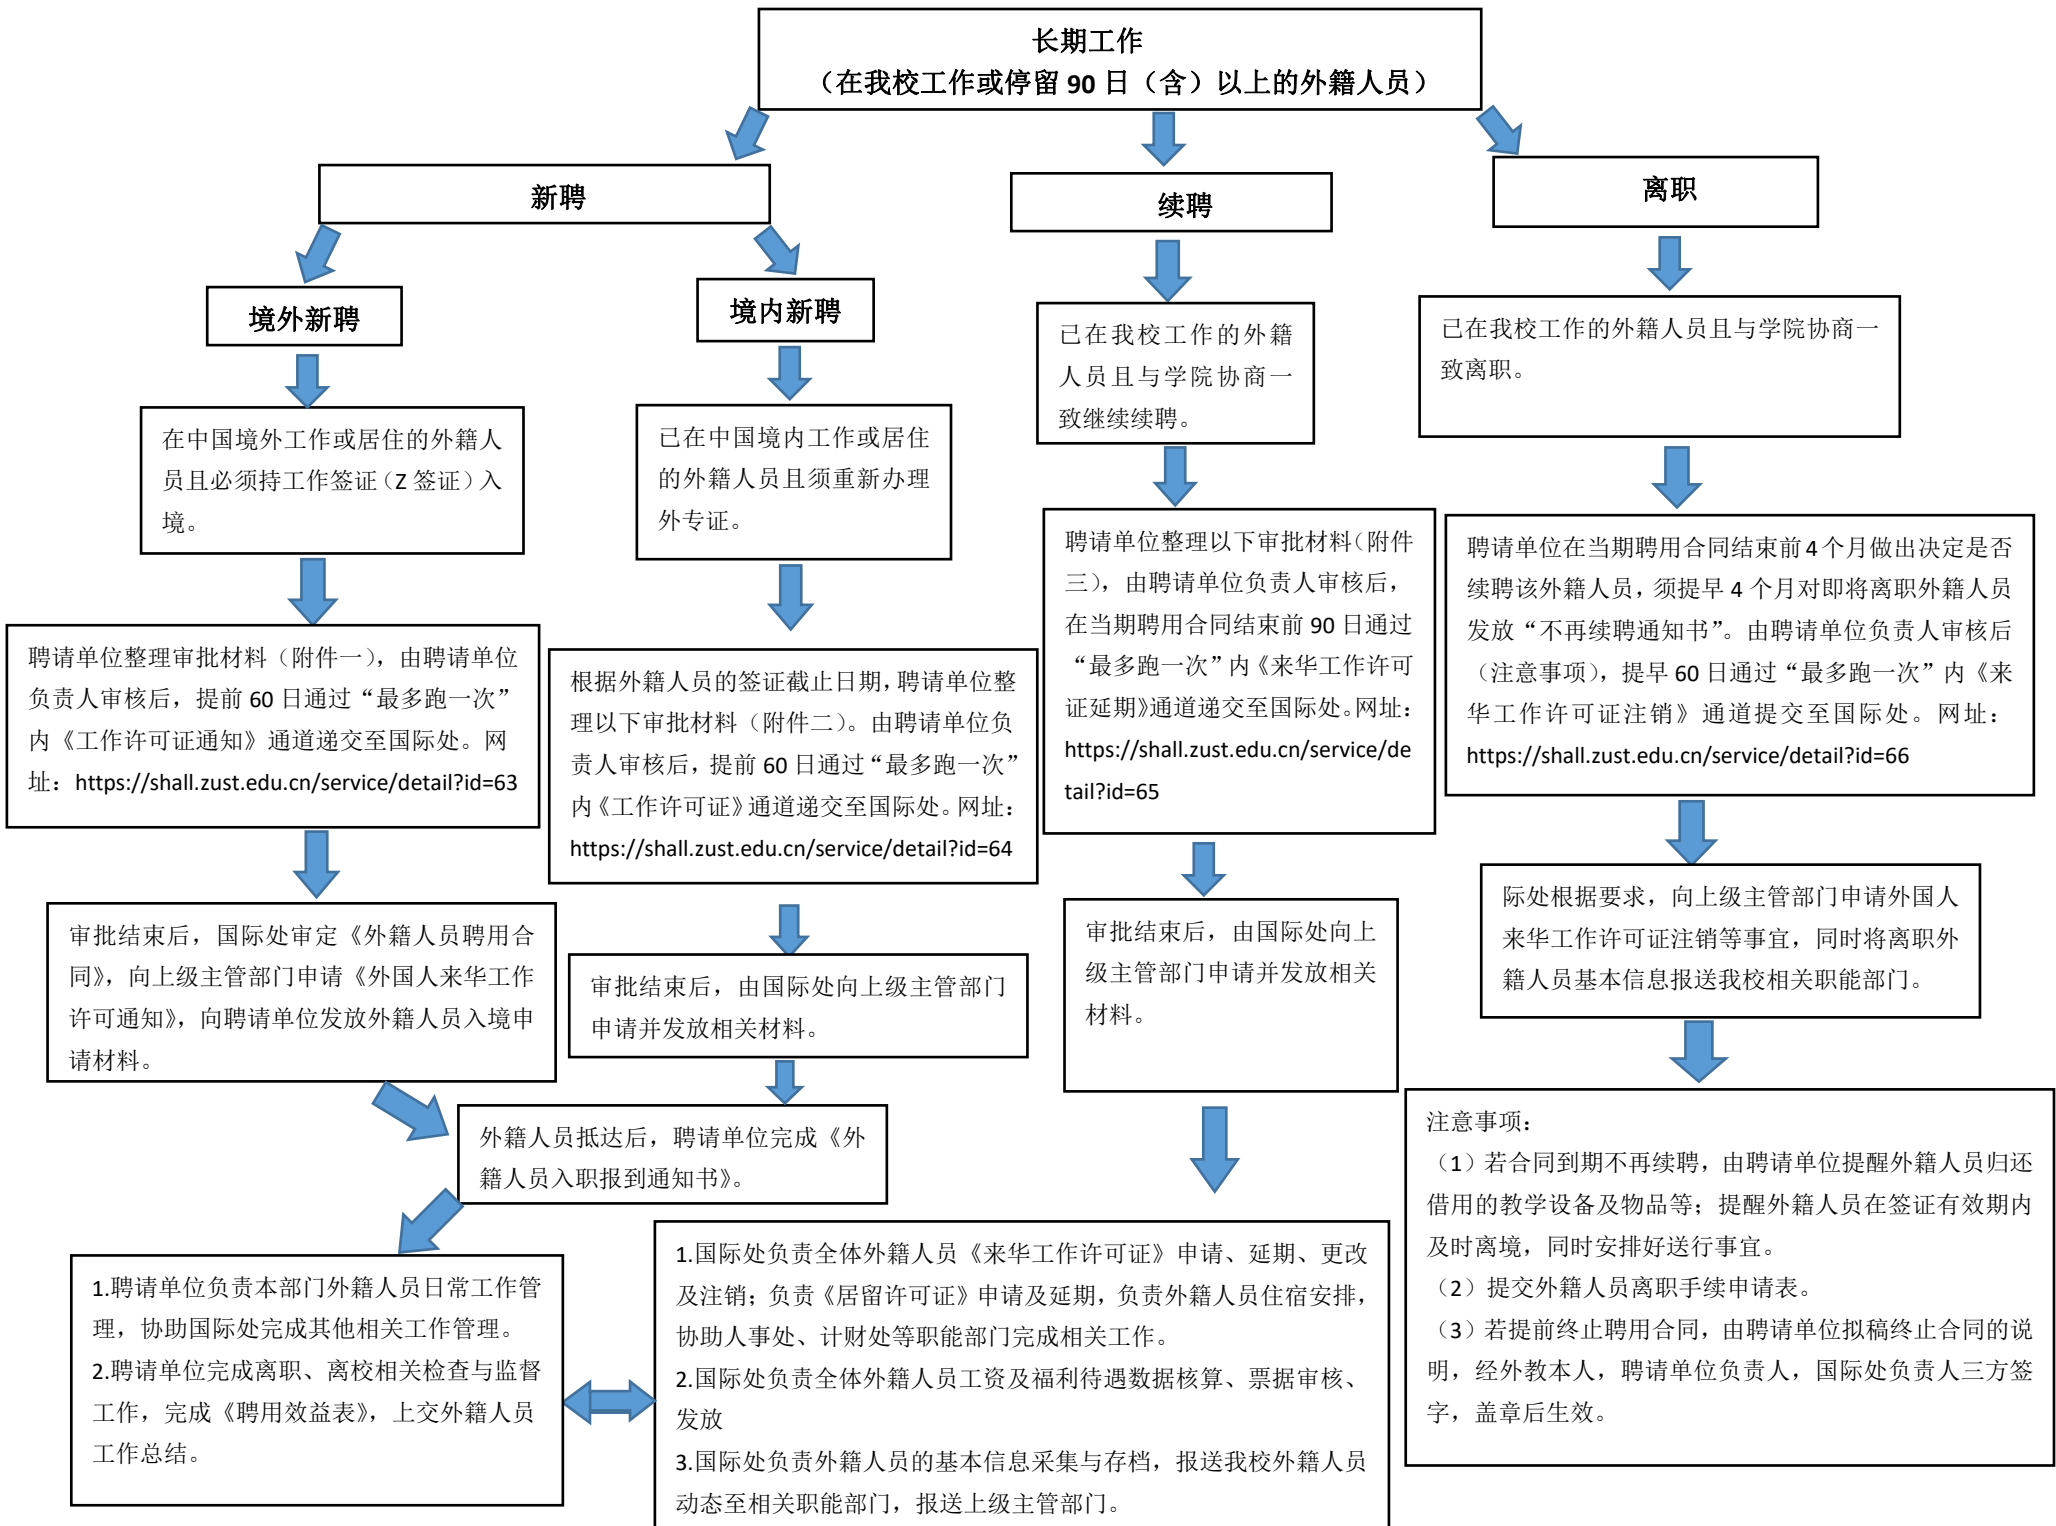 长期工作
（在我校工作或停留 90 日（含）以上的外籍人员）
新聘
续聘
离职
境外新聘
境内新聘
在中国境外工作或居住的外籍人
员且必须持工作签证（Z 签证）入
境。
已在中国境内工作或居住
的外籍人员且须重新办理
外专证。
已在我校工作的外籍
人员且与学院协商一
致继续续聘。
已在我校工作的外籍人员且与学院协商一
致离职。
聘请单位整理审批材料（附件一），由聘请单位
负责人审核后，提前 60 日通过“最多跑一次”
内《工作许可证通知》通道递交至国际处。网
址：https://shall.zust.edu.cn/service/detail?id=63
根据外籍人员的签证截止日期，聘请单位整
理以下审批材料（附件二）。由聘请单位负
责人审核后，提前 60 日通过“最多跑一次”
内《工作许可证》通道递交至国际处。网址：
https://shall.zust.edu.cn/service/detail?id=64
聘请单位整理以下审批材料（附件
三），由聘请单位负责人审核后，
在当期聘用合同结束前 90 日通过
“最多跑一次”内《来华工作许可
证延期》通道递交至国际处。网址：
https://shall.zust.edu.cn/service/de
tail?id=65
聘请单位在当期聘用合同结束前 4 个月做出决定是否
续聘该外籍人员，须提早 4 个月对即将离职外籍人员
发放“不再续聘通知书”。由聘请单位负责人审核后
（注意事项），提早 60 日通过“最多跑一次”内《来
华工作许可证注销》通道提交至国际处。网址：
https://shall.zust.edu.cn/service/detail?id=66
审批结束后，国际处审定《外籍人员聘用合
同》，向上级主管部门申请《外国人来华工作
许可通知》，向聘请单位发放外籍人员入境申
请材料。
审批结束后，由国际处向上级主管部门
申请并发放相关材料。
审批结束后，由国际处向上
级主管部门申请并发放相关
材料。
际处根据要求，向上级主管部门申请外国人
来华工作许可证注销等事宜，同时将离职外
籍人员基本信息报送我校相关职能部门。
外籍人员抵达后，聘请单位完成《外
籍人员入职报到通知书》。
1.聘请单位负责本部门外籍人员日常工作管
理，协助国际处完成其他相关工作管理。
2.聘请单位完成离职、离校相关检查与监督
工作，完成《聘用效益表》，上交外籍人员
工作总结。
1.国际处负责全体外籍人员《来华工作许可证》申请、延期、更改
及注销；负责《居留许可证》申请及延期，负责外籍人员住宿安排，
协助人事处、计财处等职能部门完成相关工作。
2.国际处负责全体外籍人员工资及福利待遇数据核算、票据审核、
发放
3.国际处负责外籍人员的基本信息采集与存档，报送我校外籍人员
动态至相关职能部门，报送上级主管部门。
注意事项：
（1）若合同到期不再续聘，由聘请单位提醒外籍人员归还
借用的教学设备及物品等；提醒外籍人员在签证有效期内
及时离境，同时安排好送行事宜。
（2）提交外籍人员离职手续申请表。
（3）若提前终止聘用合同，由聘请单位拟稿终止合同的说
明，经外教本人，聘请单位负责人，国际处负责人三方签
字，盖章后生效。